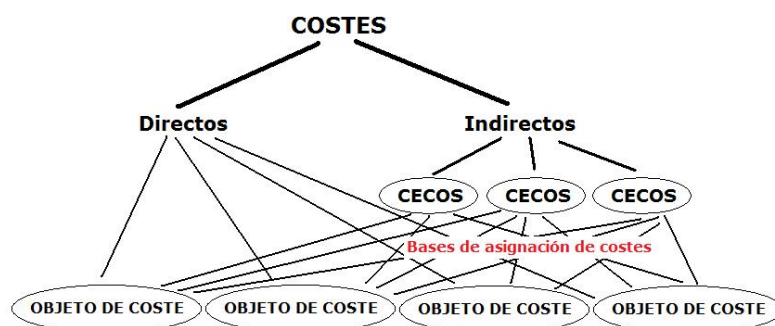 COSTES
Directos
Indirectos
CECOS
CECOS
CECOS
Bases de asignación de costes
OBJETO DE COSTE
OBJETO DE COSTE
OBJETO DE COSTE
OBJETO DE COSTE